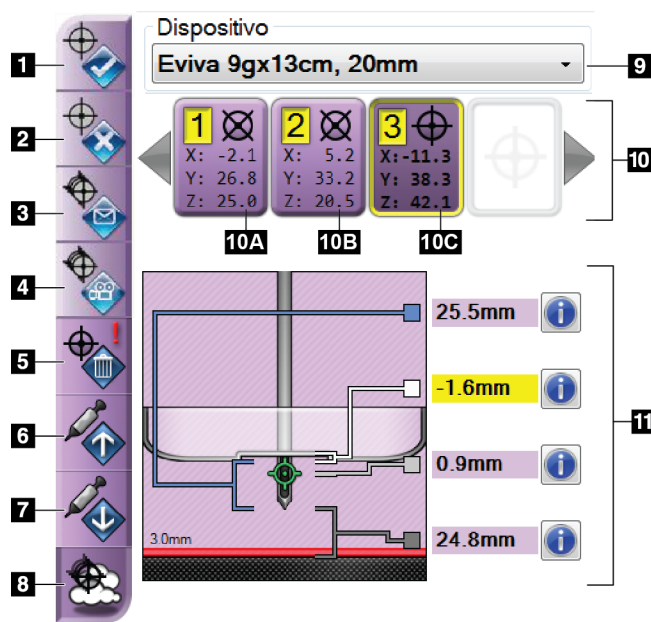 Dispositivo
1
Eviva 9gx13cm, 20mm
9
2
1
X: -2.1
Y: 26.8
Z: 25.0
2
X: 5.2
Y: 33.2
Z: 20.5
3
X:-11.3
Y: 38.3
Z: 42.1
10
3
10A
10B
10C
4
25.5mm
5
!
-1.6mm
11
6
0.9mm
7
3.0mm
24.8mm
8